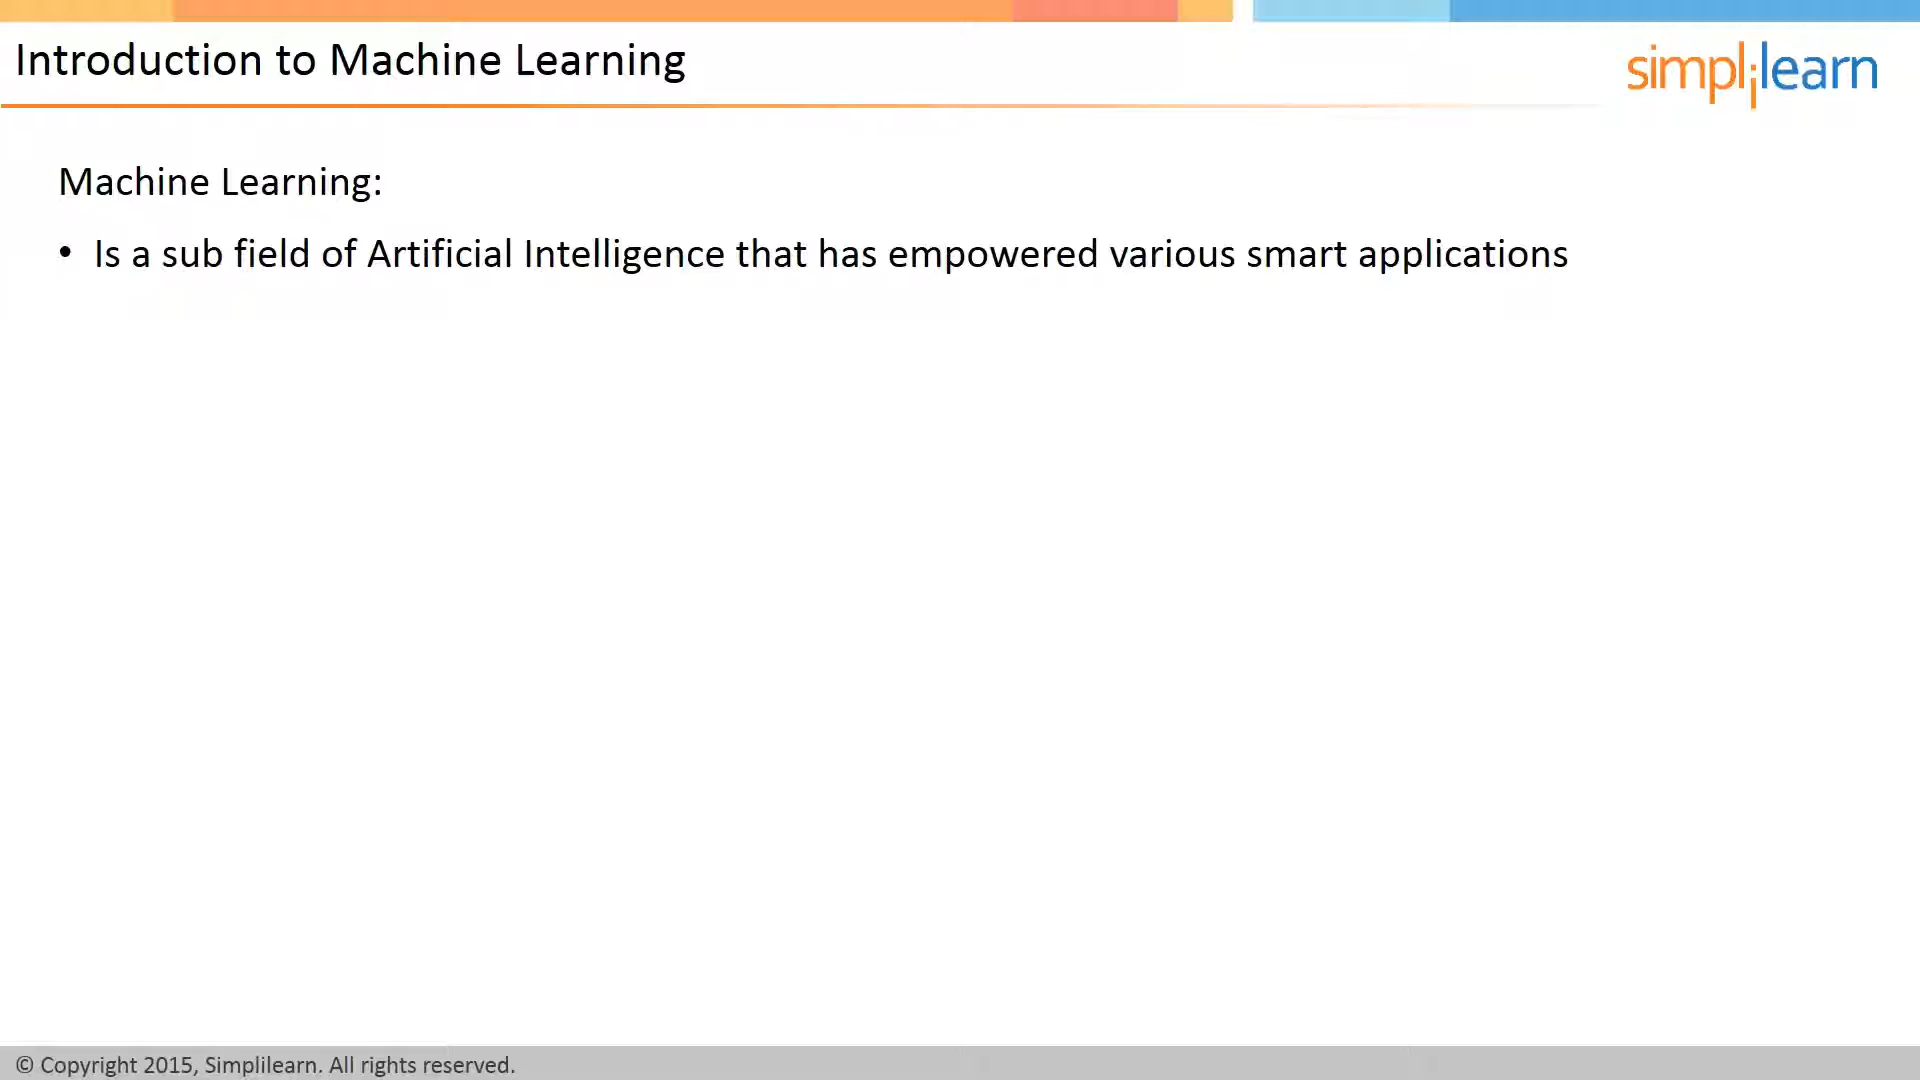 Introduction to Machine Learning
simplilearn
Machine Learning:
• Is a sub field of Artificial Intelligence that has empowered various smart applications
© Copyright 2015, Simplilearn. All rights reserved.